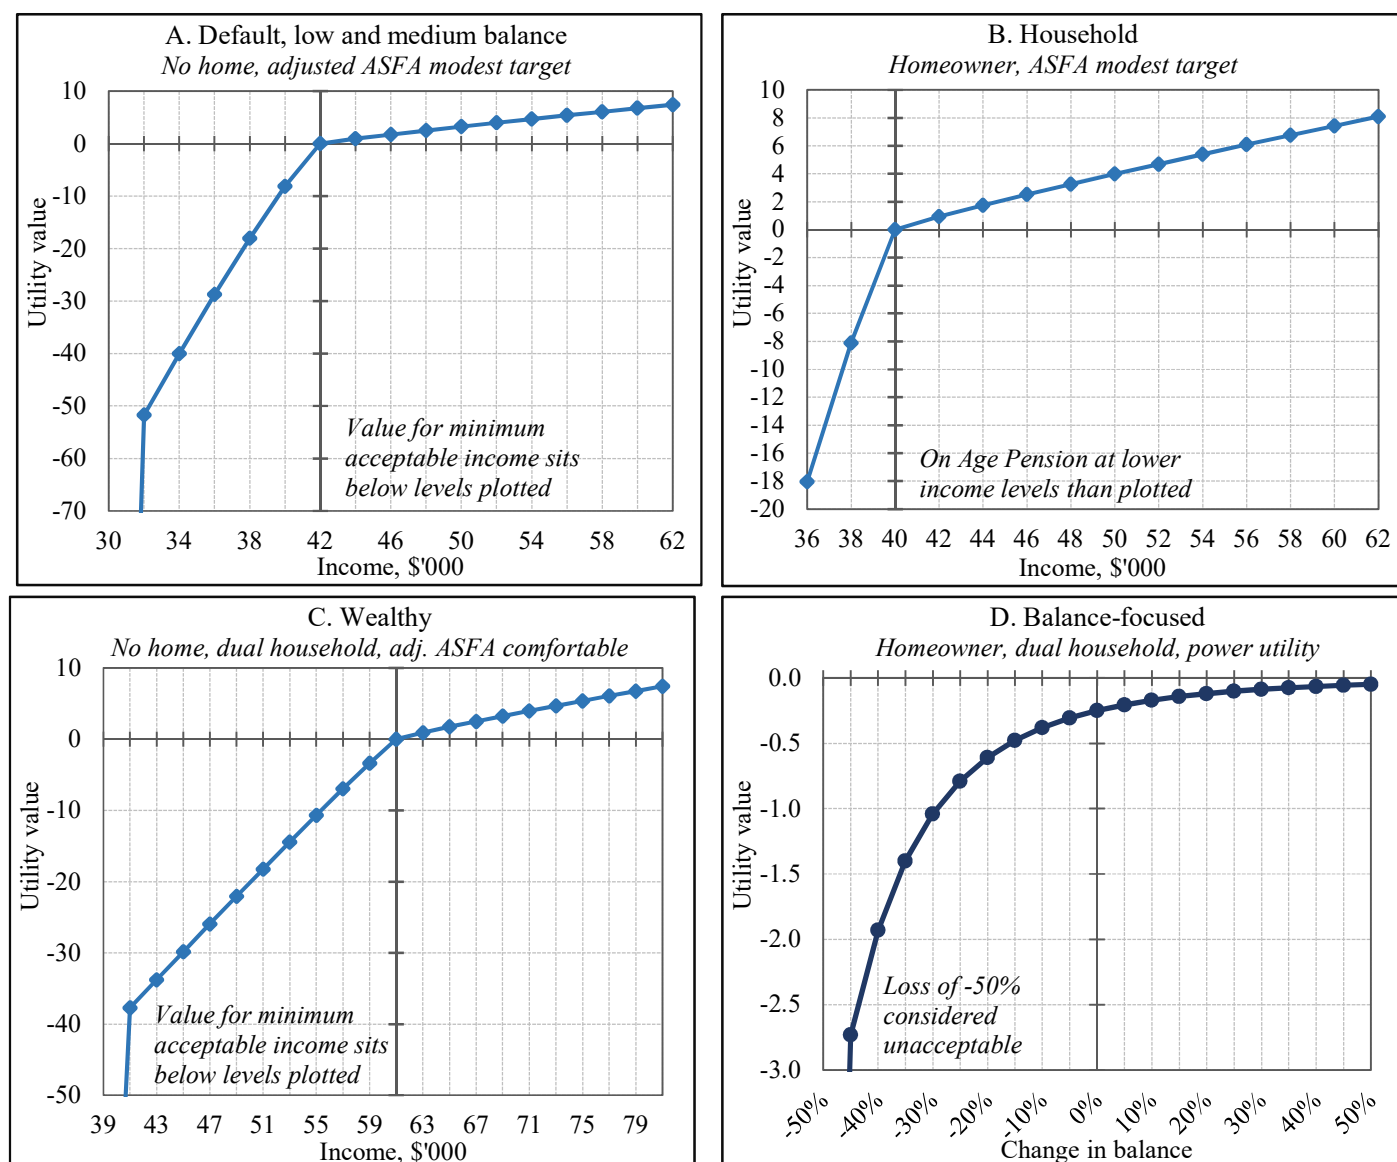 A. Default, low and medium balance
No home, adjusted ASFA modest target
10
0
-10
-20
-30
-40
-50
-60
-70
Utility value
Value for minimum
acceptable income sits
below levels plotted
30 34 38 42 46 50 54 58 62
Income, $'000
B. Household
Homeowner, ASFA modest target
10
8
6
4
2
0
-2
-4
-6
-8
-10
-12
-14
-16
-18
-20
Utility value
On Age Pension at lower
income levels than plotted
36 38 40 42 44 46 48 50 52 54 56 58 60 62
Income, $'000
C. Wealthy
No home, dual household, adj. ASFA comfortable
10
0
-10
-20
-30
-40
-50
Utility value
Value for minimum
acceptable income sits
below levels plotted
39 43 47 51 55 59 63 67 71 75 79
Income, $'000
D. Balance-focused
Homeowner, dual household, power utility
0.0
-0.5
-1.0
-1.5
-2.0
-2.5
-3.0
Utility value
Loss of -50%
considered
unacceptable
-50% -40% -30% -20% -10% 0% 10% 20% 30% 40% 50%
Change in balance